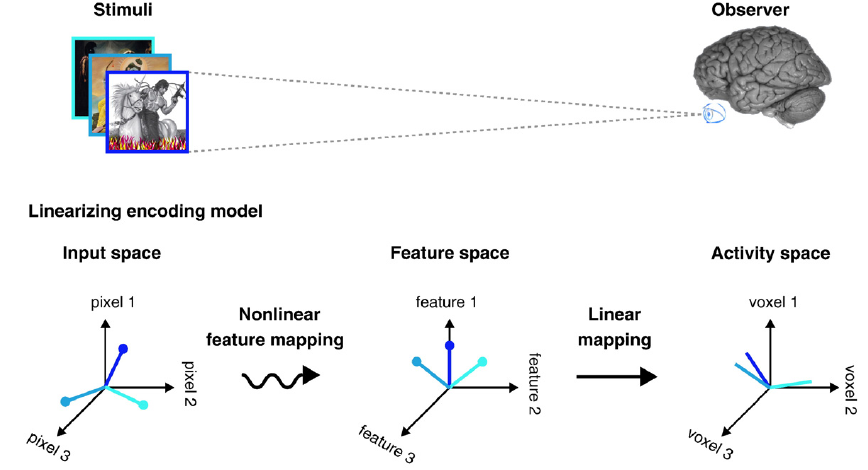 Stimuli
Observer
Linearizing encoding model
Input space
Feature space
Activity space
pixel 1
pixel 2
pixel 3
Nonlinear
feature mapping
feature 1
feature 2
feature 3
Linear
mapping
voxel 1
voxel 2
voxel 3